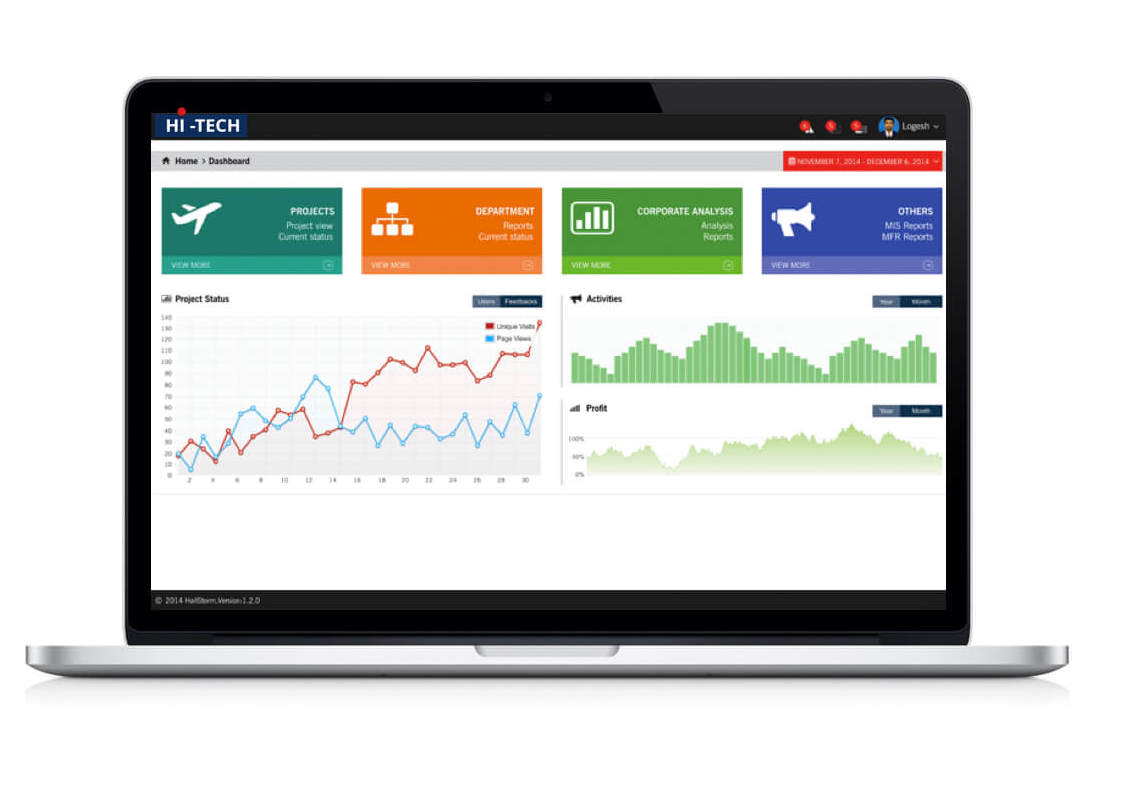 HI -TECH
Logesh
Home > Dashboard
NOVEMBER 7, 2014 - DECEMBER 6, 2014
PROJECTS
Project view
Current status
VIEW MORE
DEPARTMENT
Reports
Current status
VIEW MORE
CORPORATE ANALYSIS
Analysis
Reports
VIEW MORE
OTHERS
MIS Reports
MFR Reports
VIEW MORE
Project Status
Users Feedbacks
Unique Visits
Page Views
140
130
120
110
100
90
80
70
60
50
40
30
20
10
0
2 4 6 8 10 12 14 16 18 20 22 24 26 28 30
Activities
Year Month
Profit
Year Month
100%
50%
0%
© 2014 HailStorm.Version:1.2.0